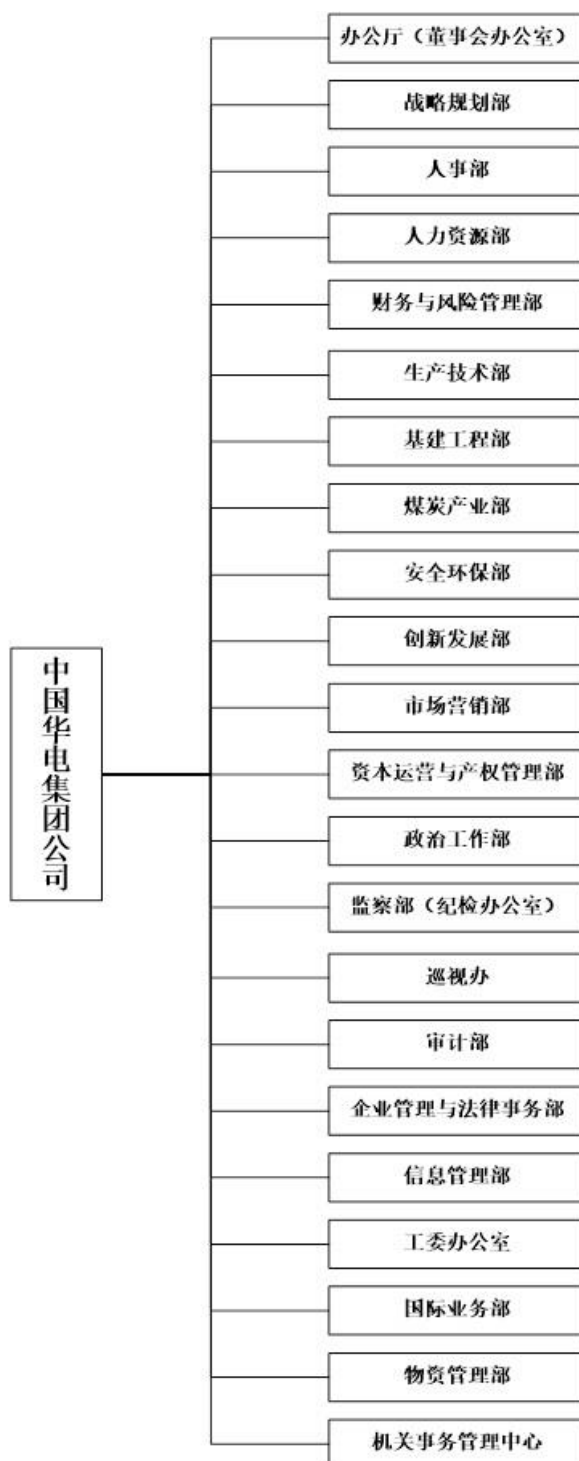 办公厅（董事会办公室）
战略规划部
人事部
人力资源部
财务与风险管理部
生产技术部
基建工程部
煤炭产业部
安全环保部
创新发展部
中国华电集团公司
市场营销部
资本运营与产权管理部
政治工作部
监察部（纪检办公室）
巡视办
审计部
企业管理与法律事务部
信息管理部
工委办公室
国际业务部
物资管理部
机关事务管理中心